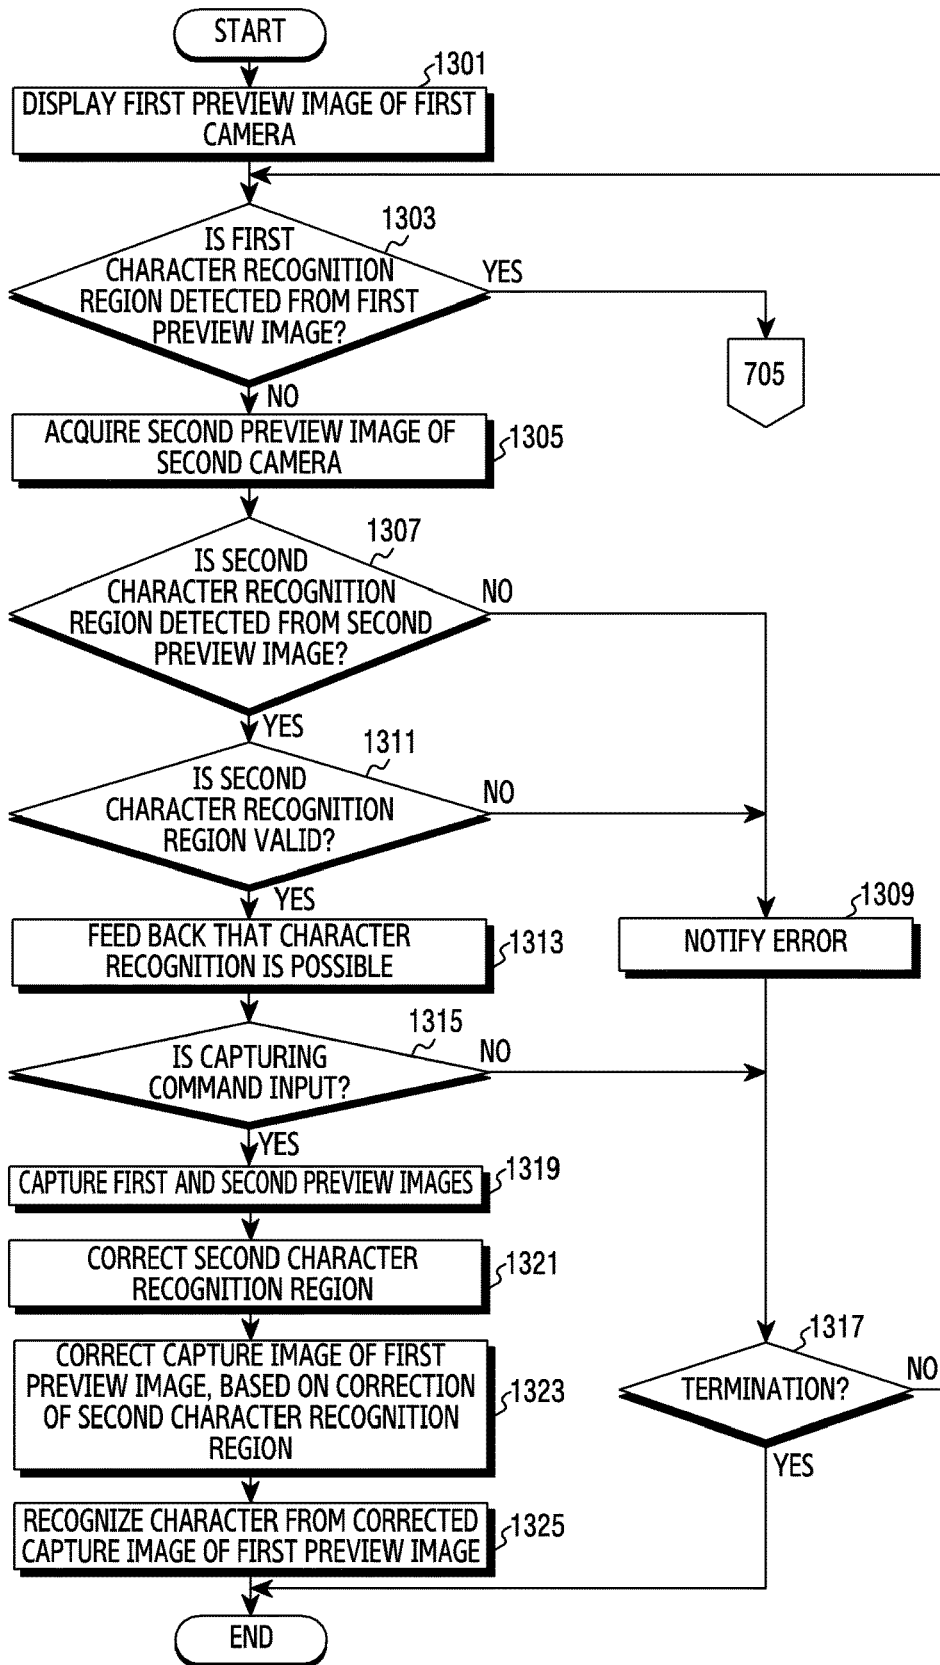 START
1301
DISPLAY FIRST PREVIEW IMAGE OF FIRST
CAMERA
1303
IS FIRST
CHARACTER RECOGNITION
REGION DETECTED FROM FIRST
PREVIEW IMAGE?
YES
705
NO
ACQUIRE SECOND PREVIEW IMAGE OF
SECOND CAMERA
1305
1307
IS SECOND
CHARACTER RECOGNITION
REGION DETECTED FROM SECOND
PREVIEW IMAGE?
NO
YES
1311
IS SECOND
CHARACTER RECOGNITION
REGION VALID?
NO
YES
1309
NOTIFY ERROR
FEED BACK THAT CHARACTER
RECOGNITION IS POSSIBLE
1313
1315
IS CAPTURING
COMMAND INPUT?
NO
YES
CAPTURE FIRST AND SECOND PREVIEW IMAGES
1319
CORRECT SECOND CHARACTER
RECOGNITION REGION
1321
CORRECT CAPTURE IMAGE OF FIRST
PREVIEW IMAGE, BASED ON CORRECTION
OF SECOND CHARACTER RECOGNITION
REGION
1323
1317
TERMINATION?
NO
YES
RECOGNIZE CHARACTER FROM CORRECTED
CAPTURE IMAGE OF FIRST PREVIEW IMAGE
1325
END